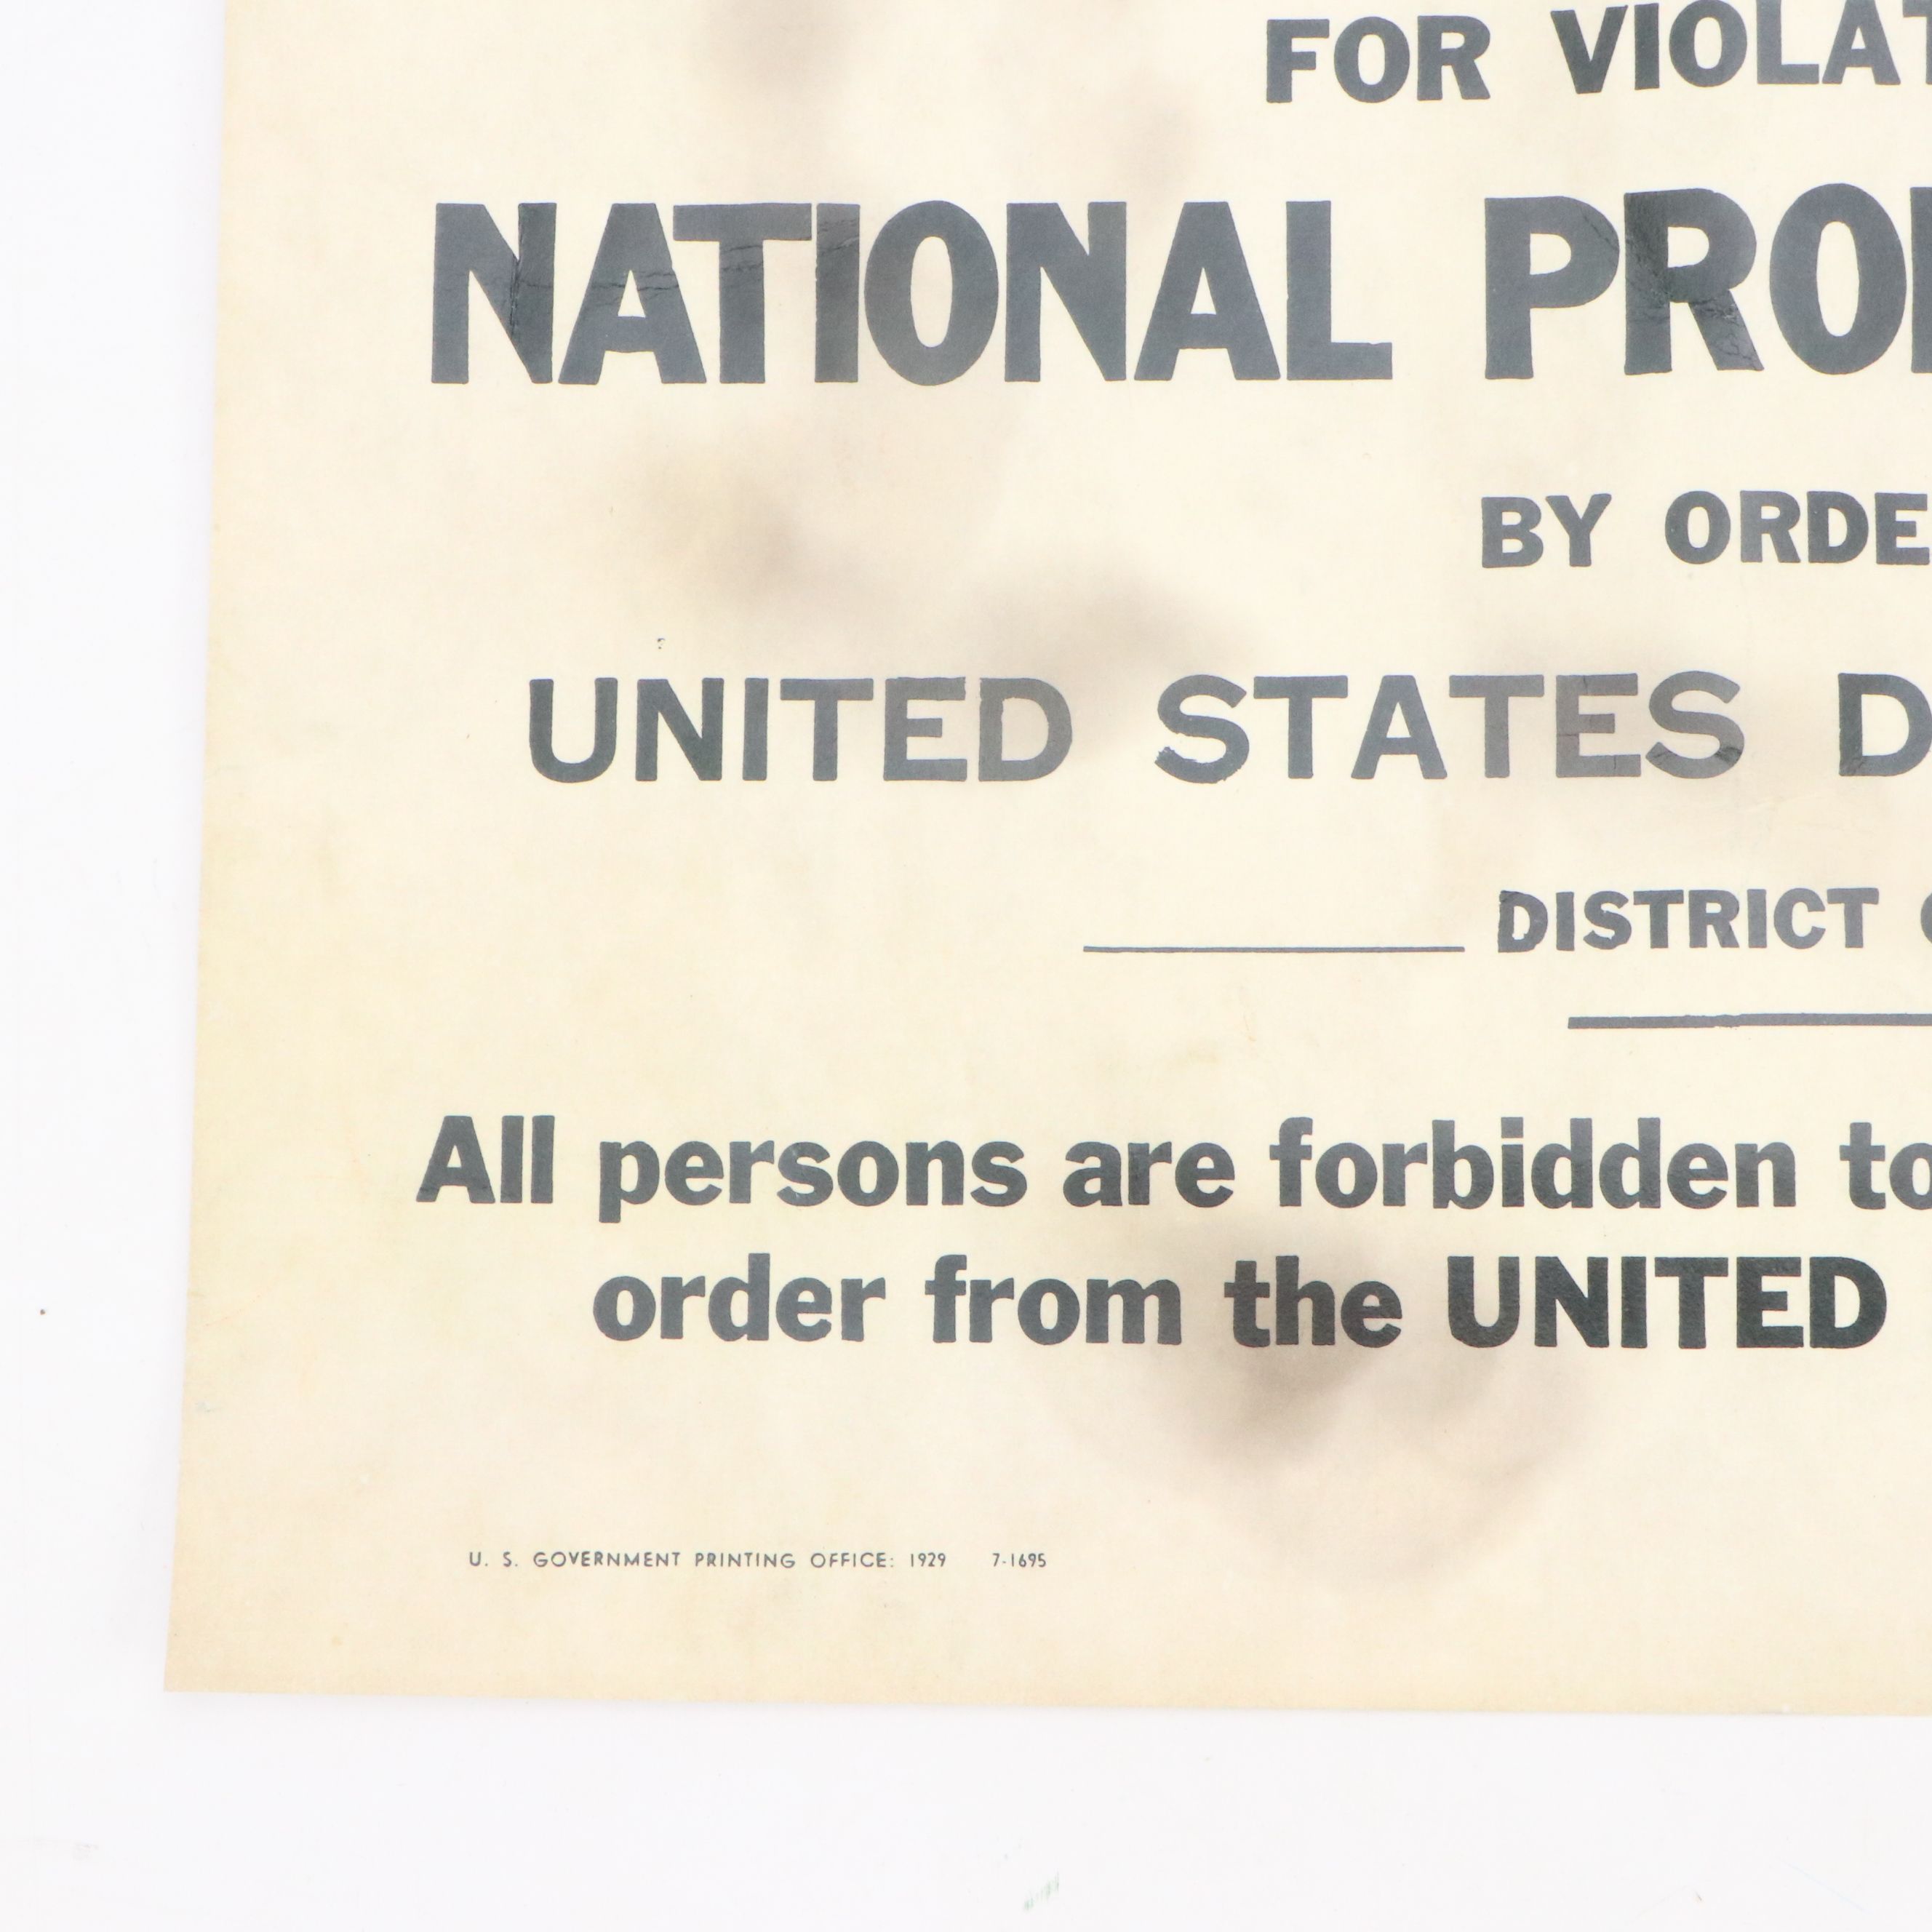 FOR VIOLAT
NATIONAL PRO
BY ORDE
UNITED STATES D
DISTRICT
All persons are forbidden to
order from the UNITED
U. S. GOVERNMENT PRINTING OFFICE: 1929 7-1695